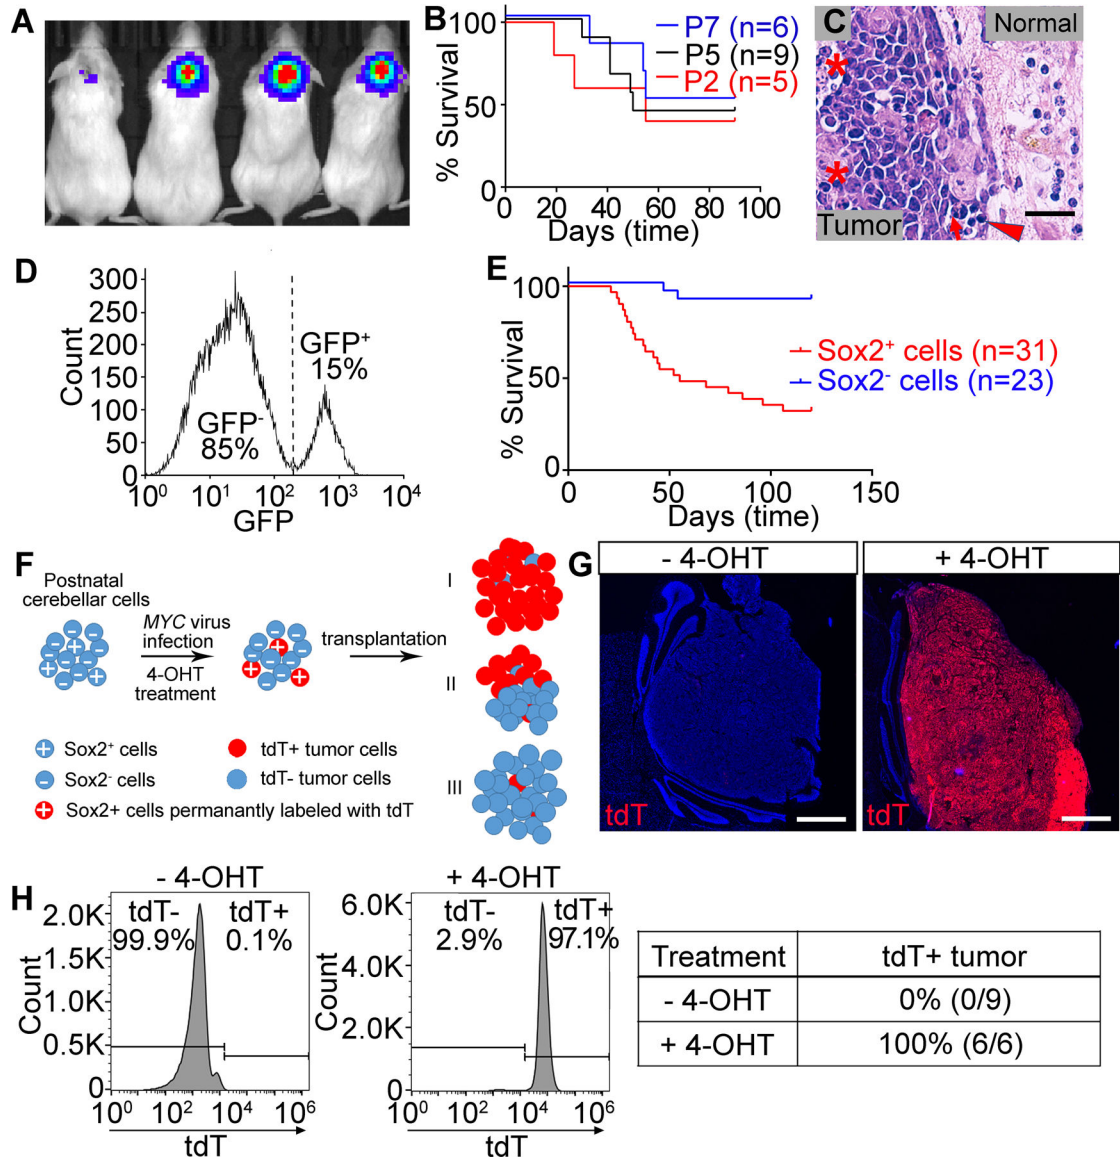 A
B
100
50
0
% Survival
P7 (n=6)
P5 (n=9)
P2 (n=5)
0 20 40 60 80 100
Days (time)
C
Normal
*
*
Tumor
D
300
250
200
150
100
50
0
Count
GFP⁺
15%
GFP⁻
85%
10⁰ 10¹ 10² 10³ 10⁴
GFP
E
100
50
0
% Survival
Sox2⁺ cells (n=31)
Sox2⁻ cells (n=23)
0 50 100 150
Days (time)
F
Postnatal
cerebellar cells
MYC virus
infection
4-OHT
treatment
transplantation
I
II
III
Sox2⁺ cells
Sox2⁻ cells
Sox2+ cells permanantly labeled with tdT
tdT+ tumor cells
tdT- tumor cells
G
- 4-OHT
+ 4-OHT
tdT
tdT
H
- 4-OHT
2.0K
1.5K
1.0K
0.5K
0
Count
tdT-
99.9%
tdT+
0.1%
10⁰ 10² 10⁴ 10⁶
tdT
+ 4-OHT
6.0K
4.0K
2.0K
0
Count
tdT-
2.9%
tdT+
97.1%
10⁰ 10² 10⁴ 10⁶
tdT
Treatment tdT+ tumor
- 4-OHT 0% (0/9)
+ 4-OHT 100% (6/6)